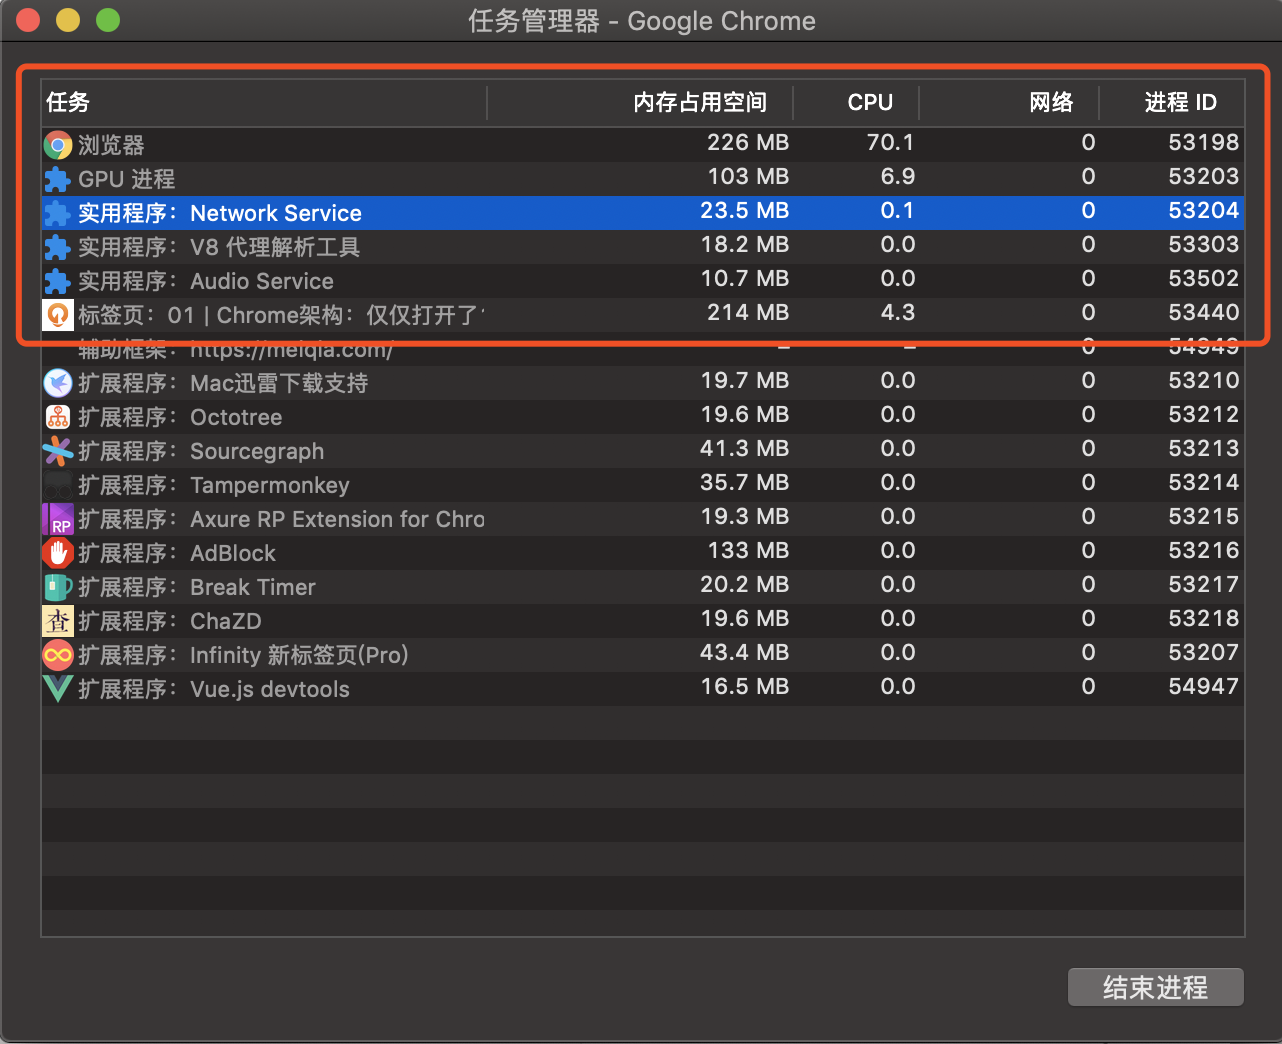 任务管理器 - Google Chrome
任务 内存占用空间 CPU 网络 进程 ID
浏览器 226 MB 70.1 0 53198
GPU 进程 103 MB 6.9 0 53203
实用程序：Network Service 23.5 MB 0.1 0 53204
实用程序：V8 代理解析工具 18.2 MB 0.0 0 53303
实用程序：Audio Service 10.7 MB 0.0 0 53502
标签页：01 | Chrome架构：仅仅打开了 214 MB 4.3 0 53440
辅助框架：https://meiqia.com/ – – 0 54949
扩展程序：Mac迅雷下载支持 19.7 MB 0.0 0 53210
扩展程序：Octotree 19.6 MB 0.0 0 53212
扩展程序：Sourcegraph 41.3 MB 0.0 0 53213
扩展程序：Tampermonkey 35.7 MB 0.0 0 53214
RP 扩展程序：Axure RP Extension for Chro 19.3 MB 0.0 0 53215
扩展程序：AdBlock 133 MB 0.0 0 53216
扩展程序：Break Timer 20.2 MB 0.0 0 53217
查 扩展程序：ChaZD 19.6 MB 0.0 0 53218
扩展程序：Infinity 新标签页(Pro) 43.4 MB 0.0 0 53207
扩展程序：Vue.js devtools 16.5 MB 0.0 0 54947
结束进程